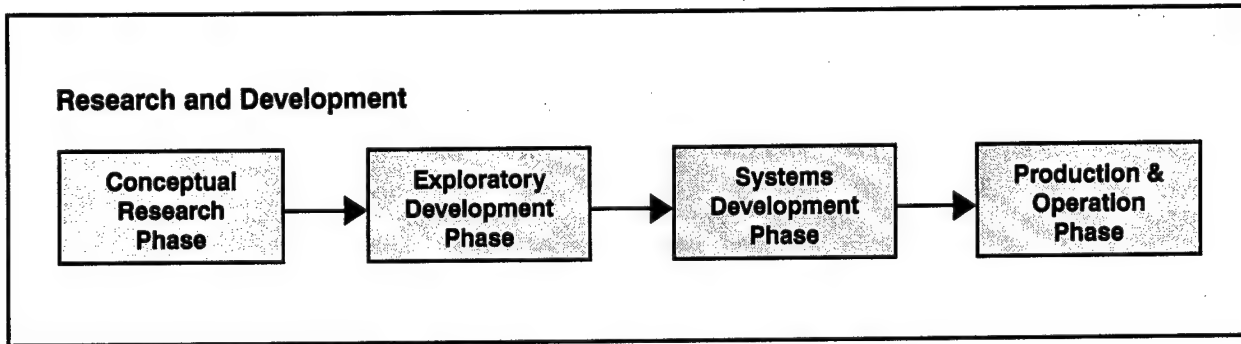 Research and Development
Conceptual
Research
Phase
Exploratory
Development
Phase
Systems
Development
Phase
Production &
Operation
Phase